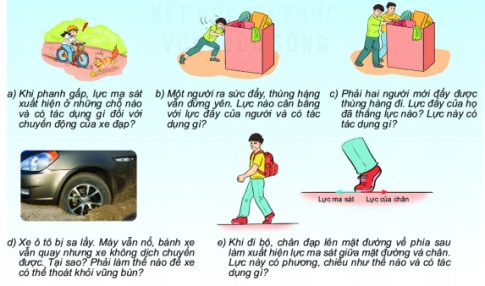 KẾT NỐI TRI THỨC
VỚI CUỘC SỐNG
a) Khi phanh gấp, lực ma sát
xuất hiện ở những chỗ nào
và có tác dụng gì đối với
chuyển động của xe đạp?
b) Một người ra sức đẩy, thùng hàng
vẫn đứng yên. Lực nào cân bằng
với lực đẩy của người và có tác
dụng gì?
c) Phải hai người mới đẩy được
thùng hàng đi. Lực đẩy của họ
đã thắng lực nào? Lực này có
tác dụng gì?
Lực ma sát
Lực của chân
d) Xe ô tô bị sa lầy. Máy vẫn nổ, bánh xe
vẫn quay nhưng xe không dịch chuyển
được. Tại sao? Phải làm thế nào để xe
có thể thoát khỏi vũng bùn?
e) Khi đi bộ, chân đạp lên mặt đường về phía sau
làm xuất hiện lực ma sát giữa mặt đường và chân.
Lực này có phương, chiều như thế nào và có tác
dụng gì?